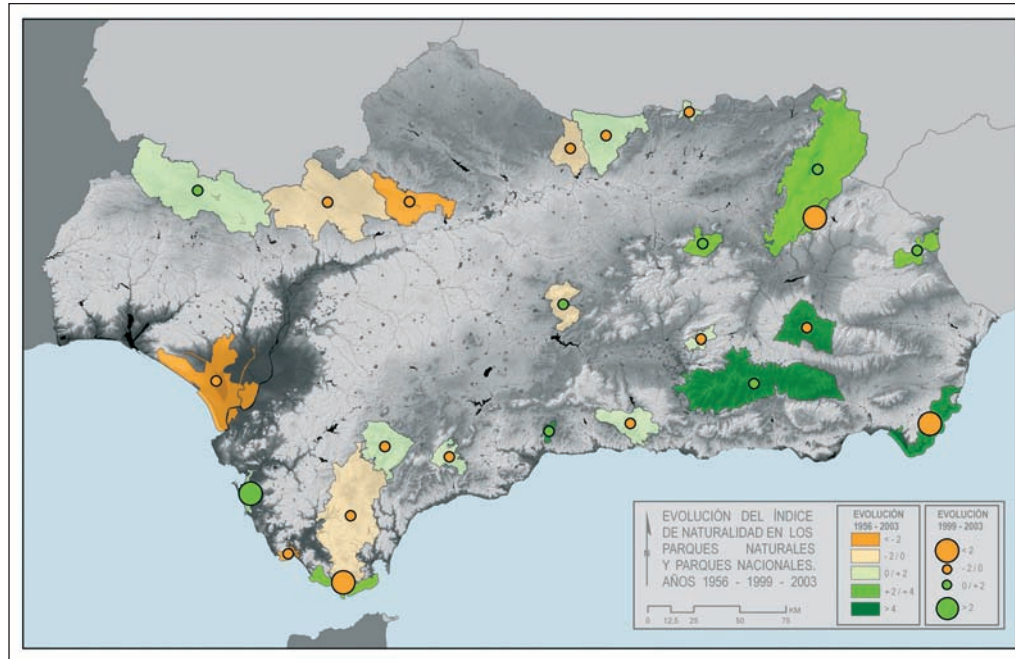 EVOLUCIÓN DEL ÍNDICE
DE NATURALIDAD EN LOS
PARQUES NATURALES
Y PARQUES NACIONALES.
AÑOS 1956 - 1999 - 2003
0 12,5 25 50 75 KM
EVOLUCIÓN
1956 - 2003
< - 2
- 2 / 0
0 / + 2
+ 2 / + 4
> 4
EVOLUCIÓN
1999 - 2003
< 2
- 2 / 0
0 / + 2
> 2